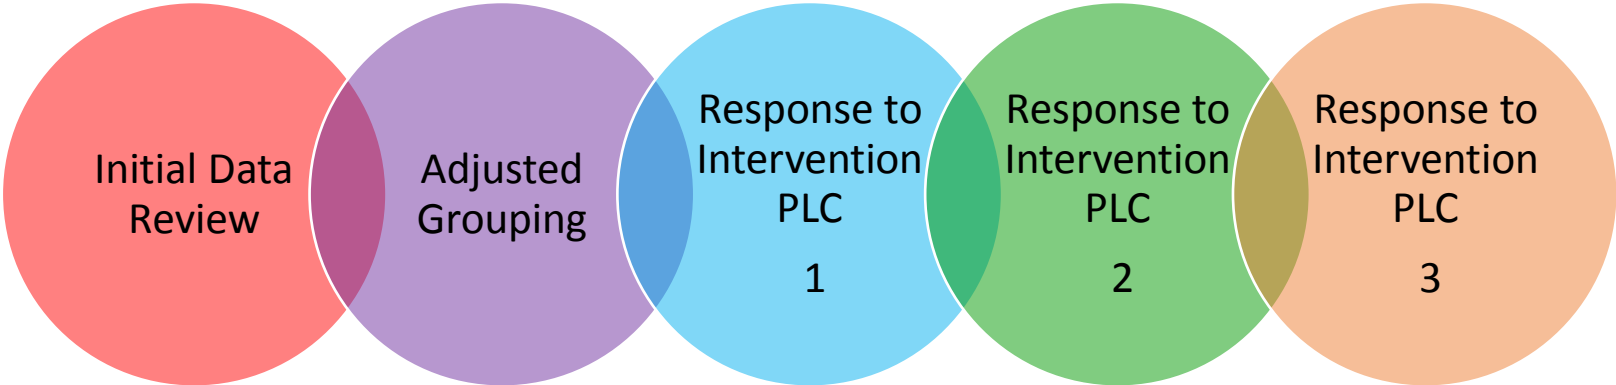 Initial Data
Review
Adjusted
Grouping
Response to
Intervention
PLC
1
Response to
Intervention
PLC
2
Response to
Intervention
PLC
3